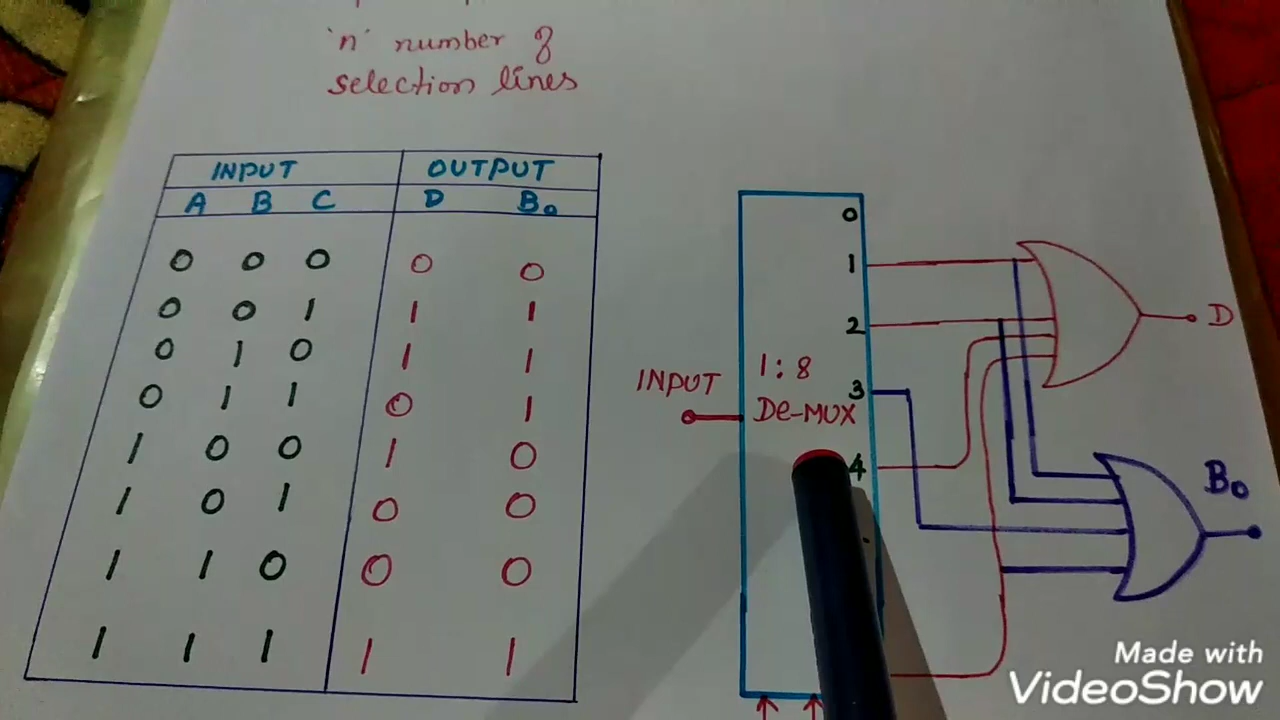 'n' number of
selection lines
INPUT OUTPUT
A B C D B₀
0 0 0 0 0
0 0 1 1 1
0 1 0 1 1
0 1 1 0 1
1 0 0 1 0
1 0 1 0 0
1 1 0 0 0
1 1 1 1 1
0
1
2
3
4
INPUT
1:8
De-MUX
D
B₀
Made with
VideoShow